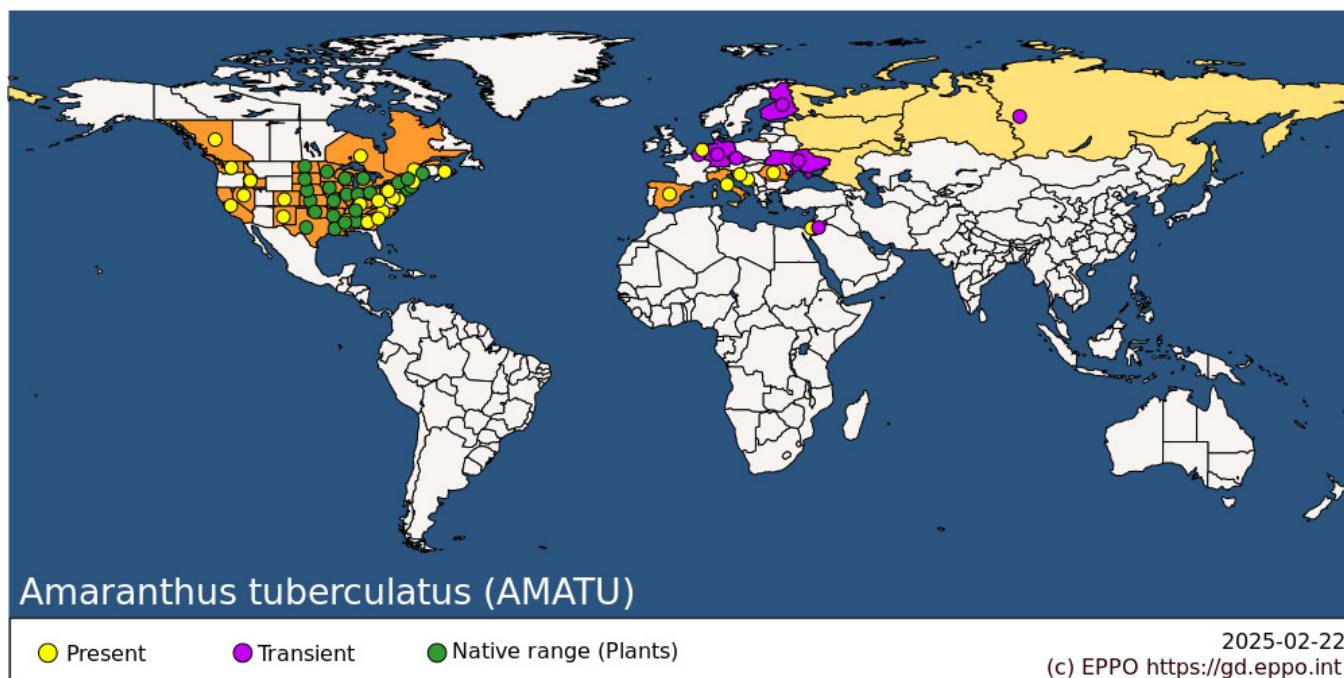 Amaranthus tuberculatus (AMATU)
Present
Transient
Native range (Plants)
2025-02-22
(c) EPPO https://gd.eppo.int